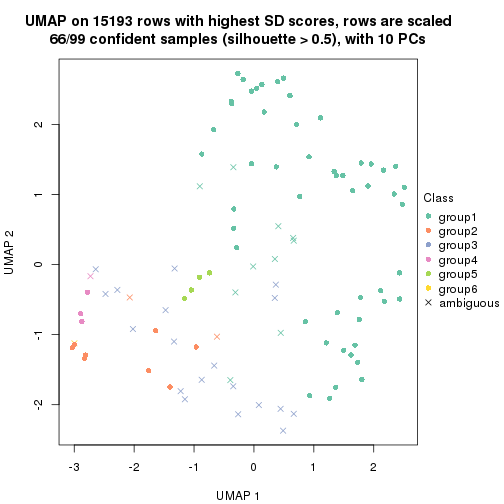 UMAP on 15193 rows with highest SD scores, rows are scaled
66/99 confident samples (silhouette > 0.5), with 10 PCs
UMAP 2
2
1
0
-1
-2
-3
-2
-1
0
1
2
UMAP 1
Class
group1
group2
group3
group4
group5
group6
ambiguous